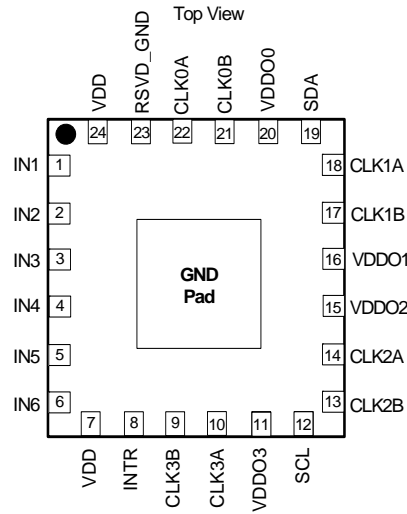 Top View
VDD
RSVD_GND
CLK0A
CLK0B
VDDO0
SDA
24
23
22
21
20
19
IN1
1
18
CLK1A
IN2
2
17
CLK1B
IN3
3
16
VDDO1
GND
Pad
IN4
4
15
VDDO2
IN5
5
14
CLK2A
IN6
6
13
CLK2B
7
8
9
10
11
12
VDD
INTR
CLK3B
CLK3A
VDDO3
SCL